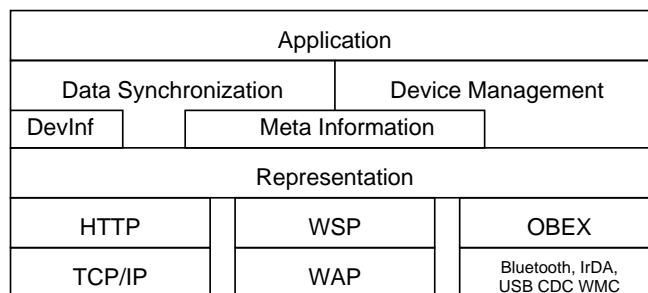 Application
Data Synchronization
Device Management
DevInf
Meta Information
Representation
HTTP
WSP
OBEX
TCP/IP
WAP
Bluetooth, IrDA,
USB CDC WMC